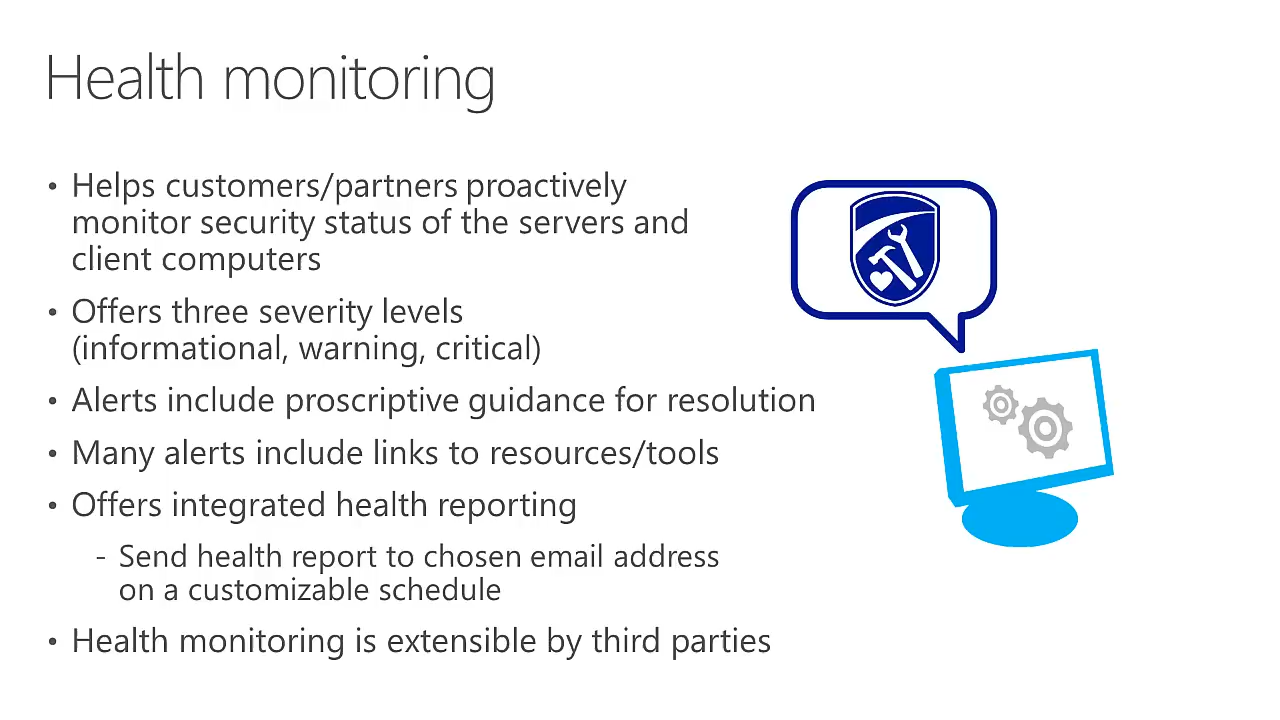 Health monitoring
• Helps customers/partners proactively
monitor security status of the servers and
client computers
• Offers three severity levels
(informational, warning, critical)
• Alerts include proscriptive guidance for resolution
• Many alerts include links to resources/tools
• Offers integrated health reporting
- Send health report to chosen email address
on a customizable schedule
• Health monitoring is extensible by third parties